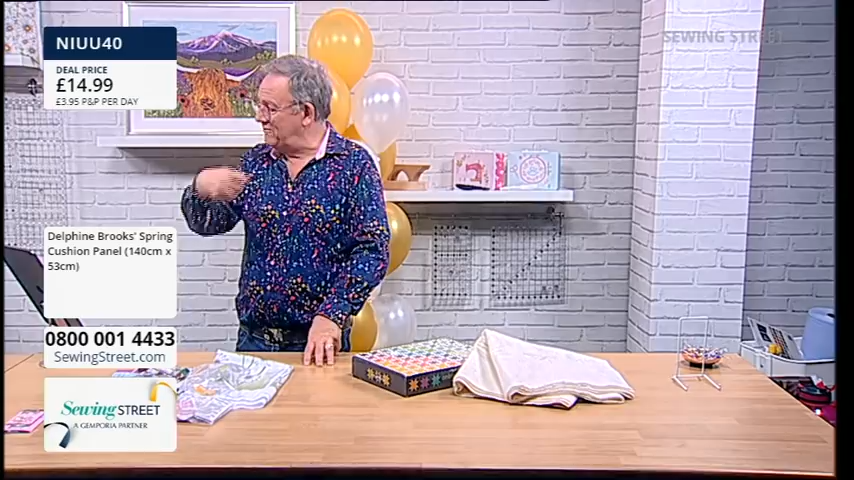 NIUU40
DEAL PRICE
£14.99
£3.95 P&P PER DAY
SEWING STREET
Delphine Brooks' Spring
Cushion Panel (140cm x
53cm)
0800 001 4433
SewingStreet.com
Sewing STREET
A GEMPORIA PARTNER